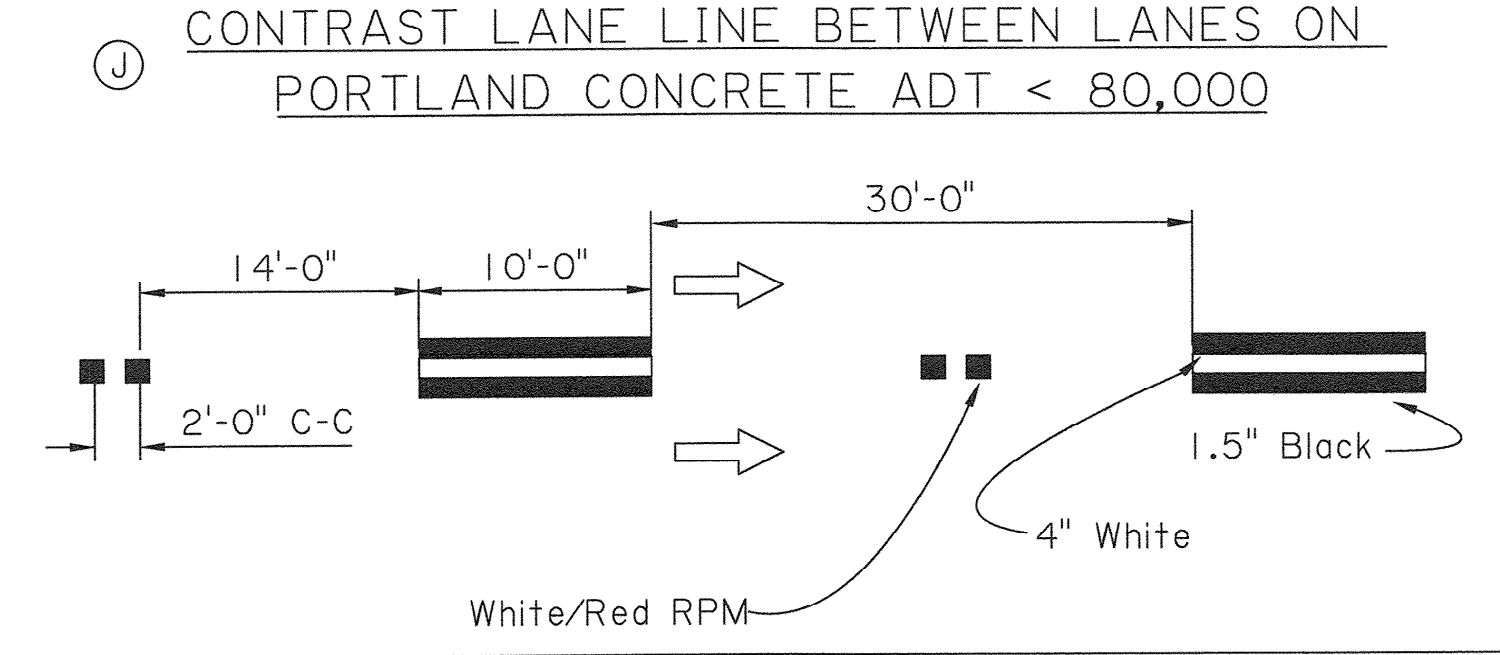 J
CONTRAST LANE LINE BETWEEN LANES ON
PORTLAND CONCRETE ADT < 80,000
30'-0"
14'-0"
10'-0"
2'-0" C-C
1.5" Black
4" White
White/Red RPM